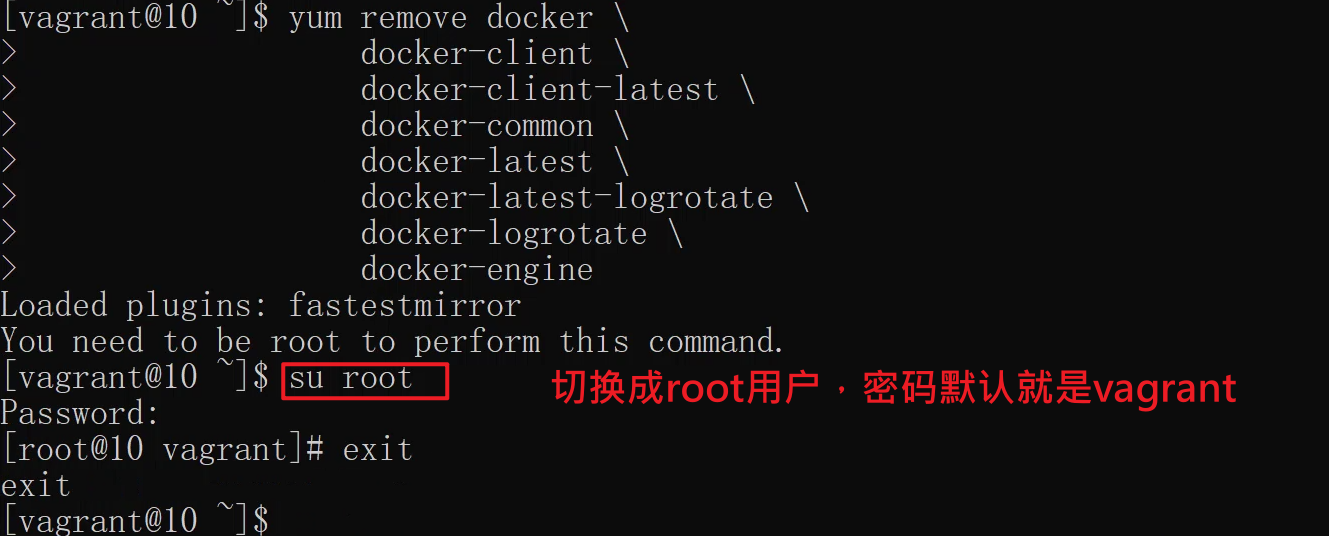 [vagrant@10 ~]$ yum remove docker \
> docker-client \
> docker-client-latest \
> docker-common \
> docker-latest \
> docker-latest-logrotate \
> docker-logrotate \
> docker-engine
Loaded plugins: fastestmirror
You need to be root to perform this command.
[vagrant@10 ~]$ su root
切换成root用户，密码默认就是vagrant
Password:
[root@10 vagrant]# exit
exit
[vagrant@10 ~]$